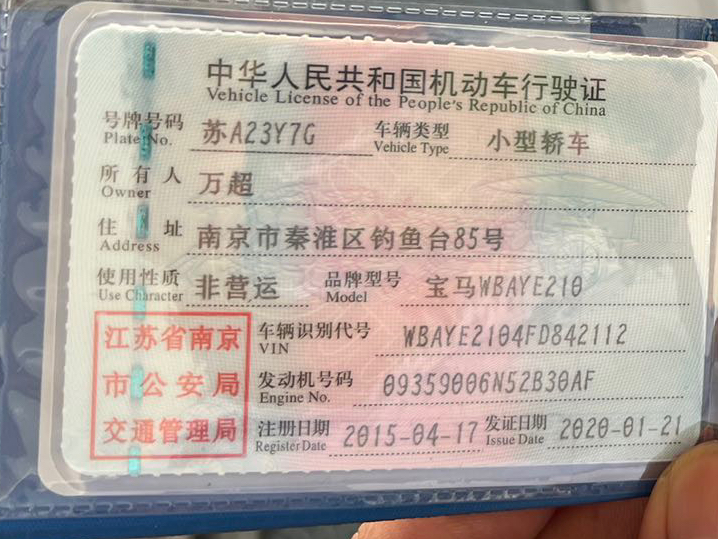 中华人民共和国机动车行驶证
Vehicle License of the People's Republic of China
号牌号码 苏A23Y7G 车辆类型 小型轿车
Plate No. Vehicle Type
所有人 万超
Owner
住址 南京市秦淮区钓鱼台85号
Address
使用性质 非营运 品牌型号 宝马WBAYE210
Use Character Model
江苏省南京
市公安局
交通管理局
车辆识别代号 WBAYE2104FD842112
VIN
发动机号码 09359006N52B30AF
Engine No.
注册日期 2015-04-17 发证日期 2020-01-21
Register Date Issue Date